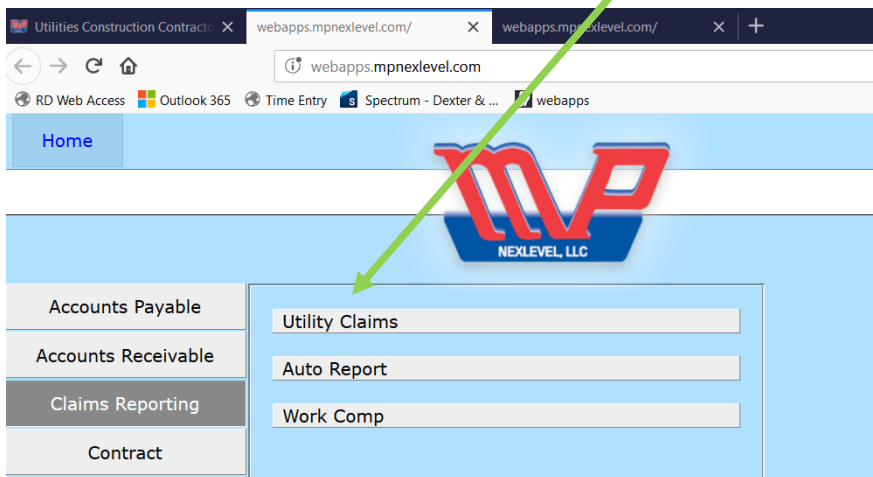 Utilities Construction Contracto
webapps.mpnexlevel.com/
webapps.mpnexlevel.com/
webapps.mpnexlevel.com
RD Web Access Outlook 365 Time Entry Spectrum - Dexter & ... webapps
Home
MP
NEXLEVEL, LLC
Accounts Payable
Accounts Receivable
Claims Reporting
Contract
Utility Claims
Auto Report
Work Comp